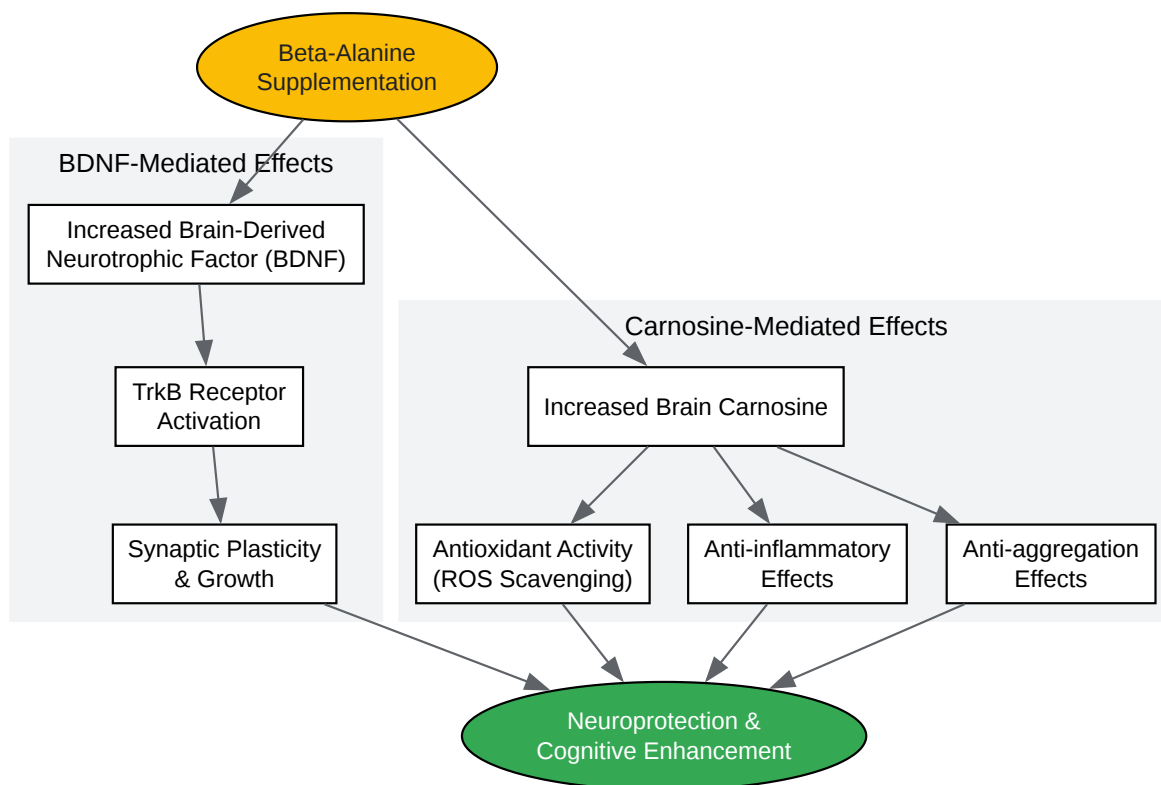 Beta-Alanine
Supplementation
BDNF-Mediated Effects
Increased Brain-Derived
Neurotrophic Factor (BDNF)
TrkB Receptor
Activation
Synaptic Plasticity
& Growth
Carnosine-Mediated Effects
Increased Brain Carnosine
Antioxidant Activity
(ROS Scavenging)
Anti-inflammatory
Effects
Anti-aggregation
Effects
Neuroprotection &
Cognitive Enhancement